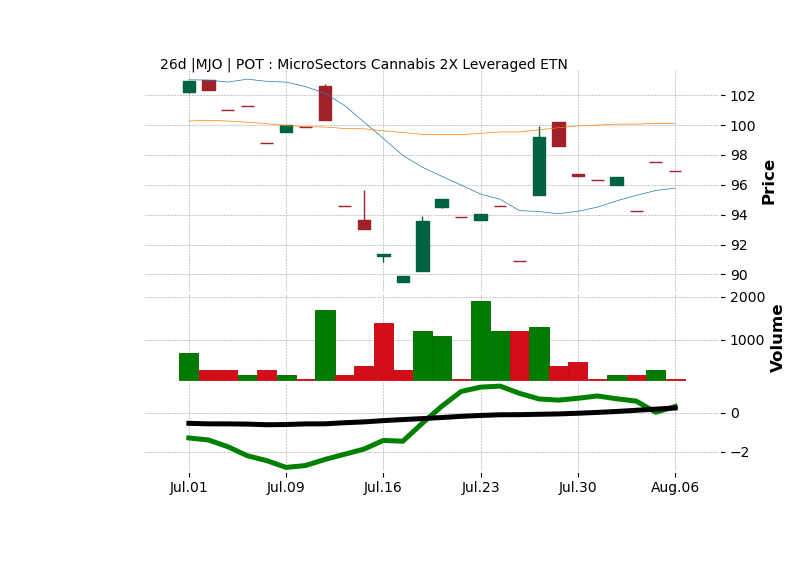 26d |MJO | POT : MicroSectors Cannabis 2X Leveraged ETN
102
100
98
96
94
92
90
Price
2000
1000
Volume
0
−2
Jul.01 Jul.09 Jul.16 Jul.23 Jul.30 Aug.06